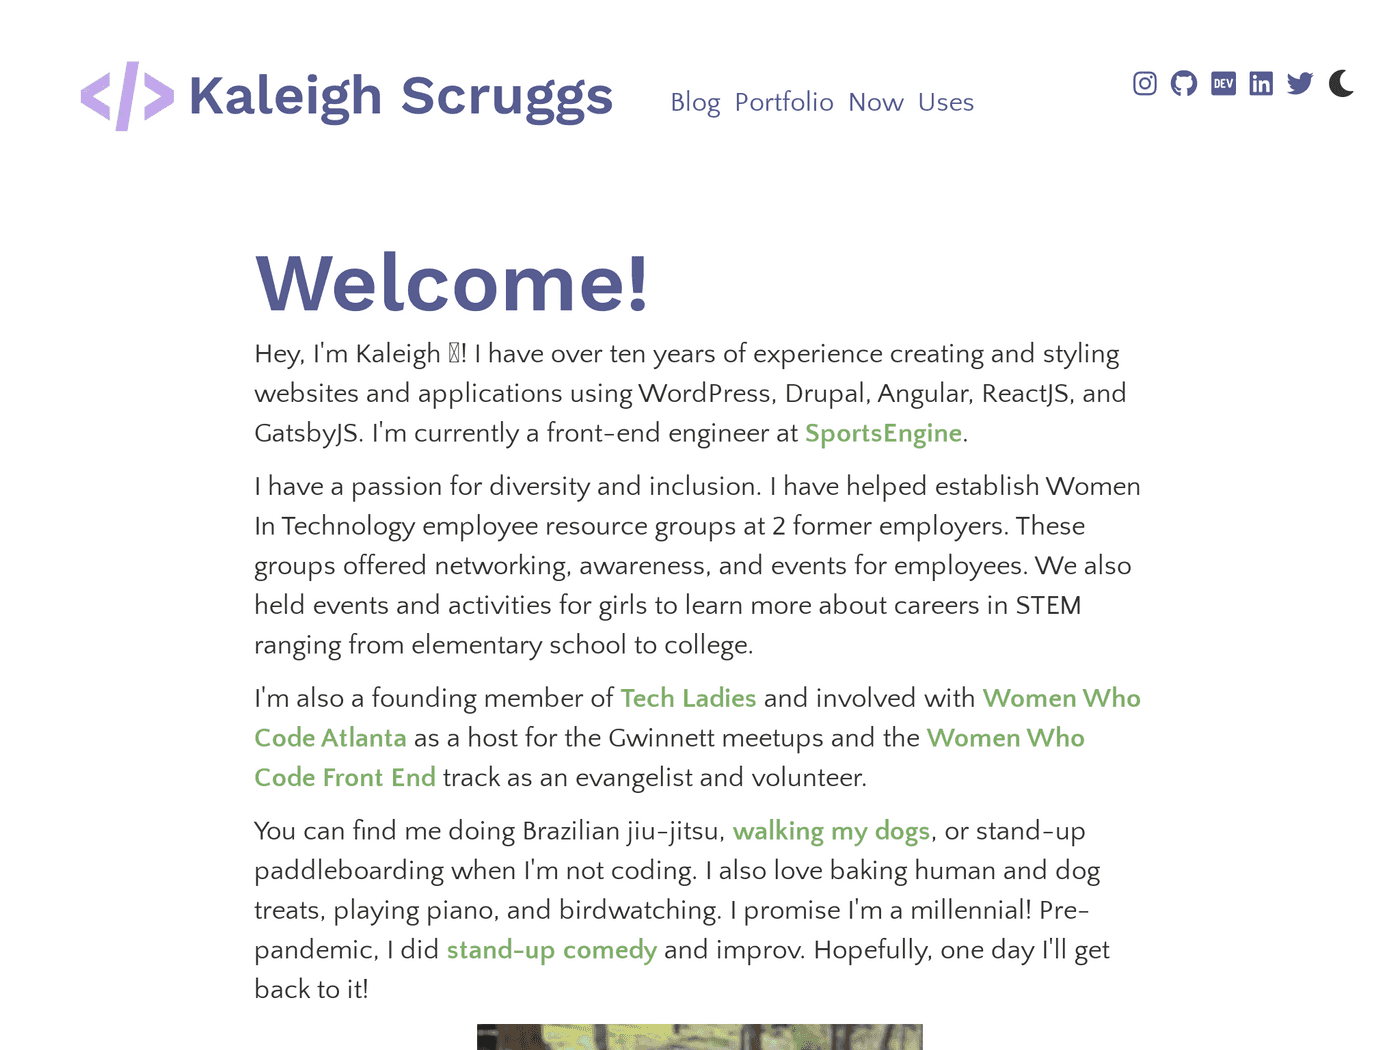 </> Kaleigh Scruggs
Blog Portfolio Now Uses
DEV
Welcome!
Hey, I'm Kaleigh ! I have over ten years of experience creating and styling
websites and applications using WordPress, Drupal, Angular, ReactJS, and
GatsbyJS. I'm currently a front-end engineer at SportsEngine.
I have a passion for diversity and inclusion. I have helped establish Women
In Technology employee resource groups at 2 former employers. These
groups offered networking, awareness, and events for employees. We also
held events and activities for girls to learn more about careers in STEM
ranging from elementary school to college.
I'm also a founding member of Tech Ladies and involved with Women Who
Code Atlanta as a host for the Gwinnett meetups and the Women Who
Code Front End track as an evangelist and volunteer.
You can find me doing Brazilian jiu-jitsu, walking my dogs, or stand-up
paddleboarding when I'm not coding. I also love baking human and dog
treats, playing piano, and birdwatching. I promise I'm a millennial! Pre-
pandemic, I did stand-up comedy and improv. Hopefully, one day I'll get
back to it!